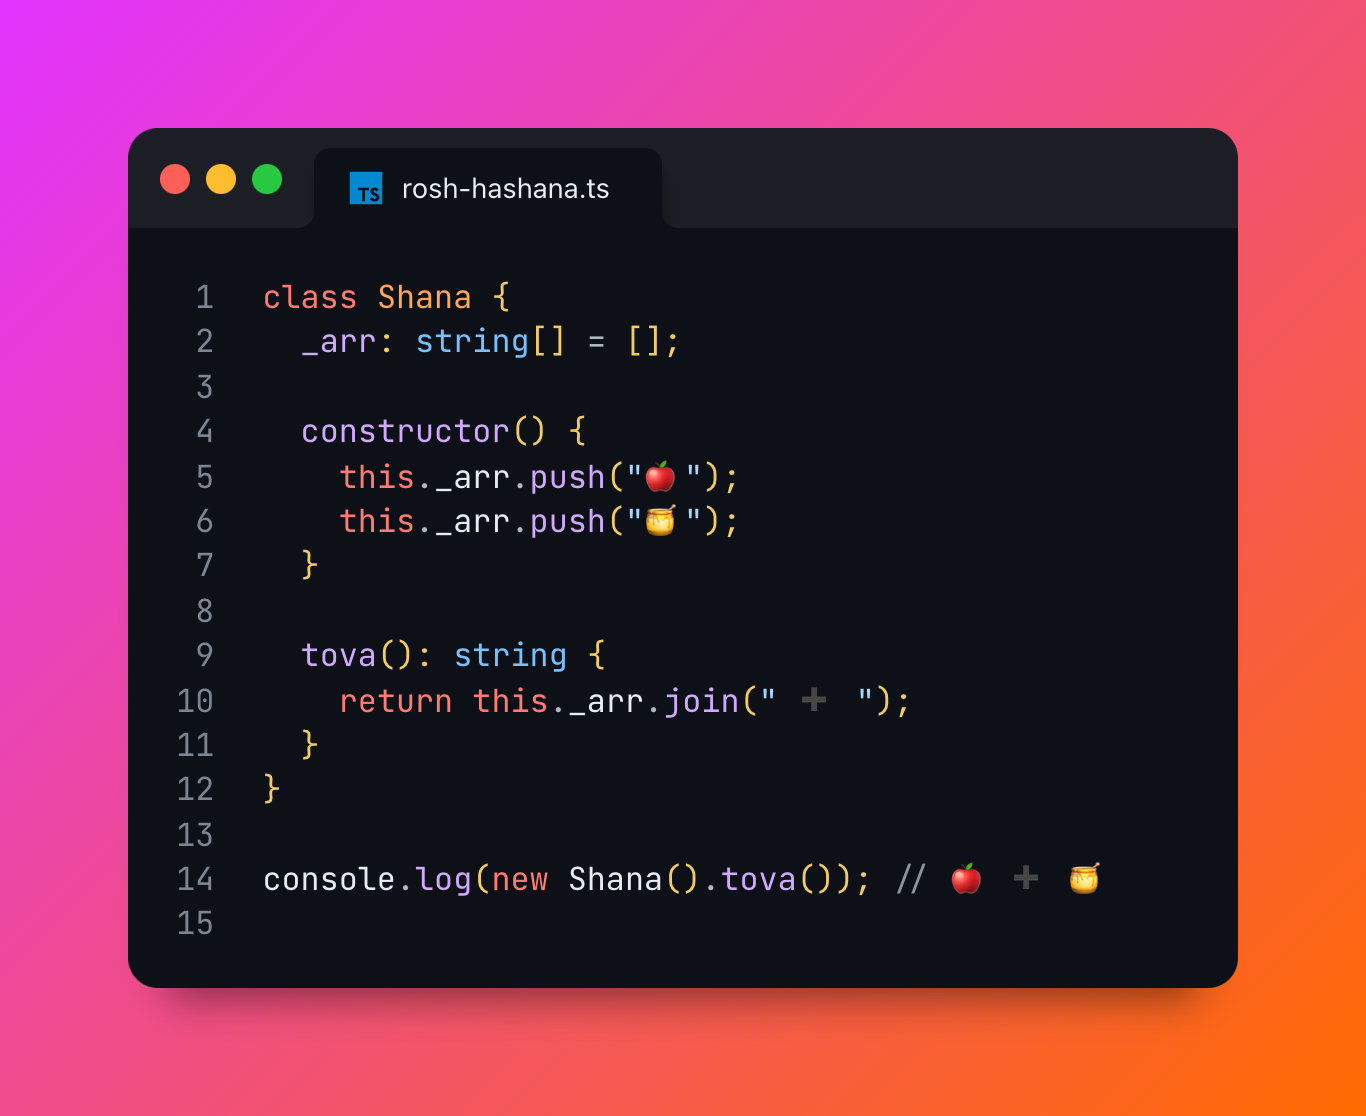 TS rosh-hashana.ts
1 class Shana {
2   _arr: string[] = [];
3
4   constructor() {
5     this._arr.push("🍎");
6     this._arr.push("🍯");
7   }
8
9   tova(): string {
10     return this._arr.join(" ➕ ");
11   }
12 }
13
14 console.log(new Shana().tova()); // 🍎 ➕ 🍯
15